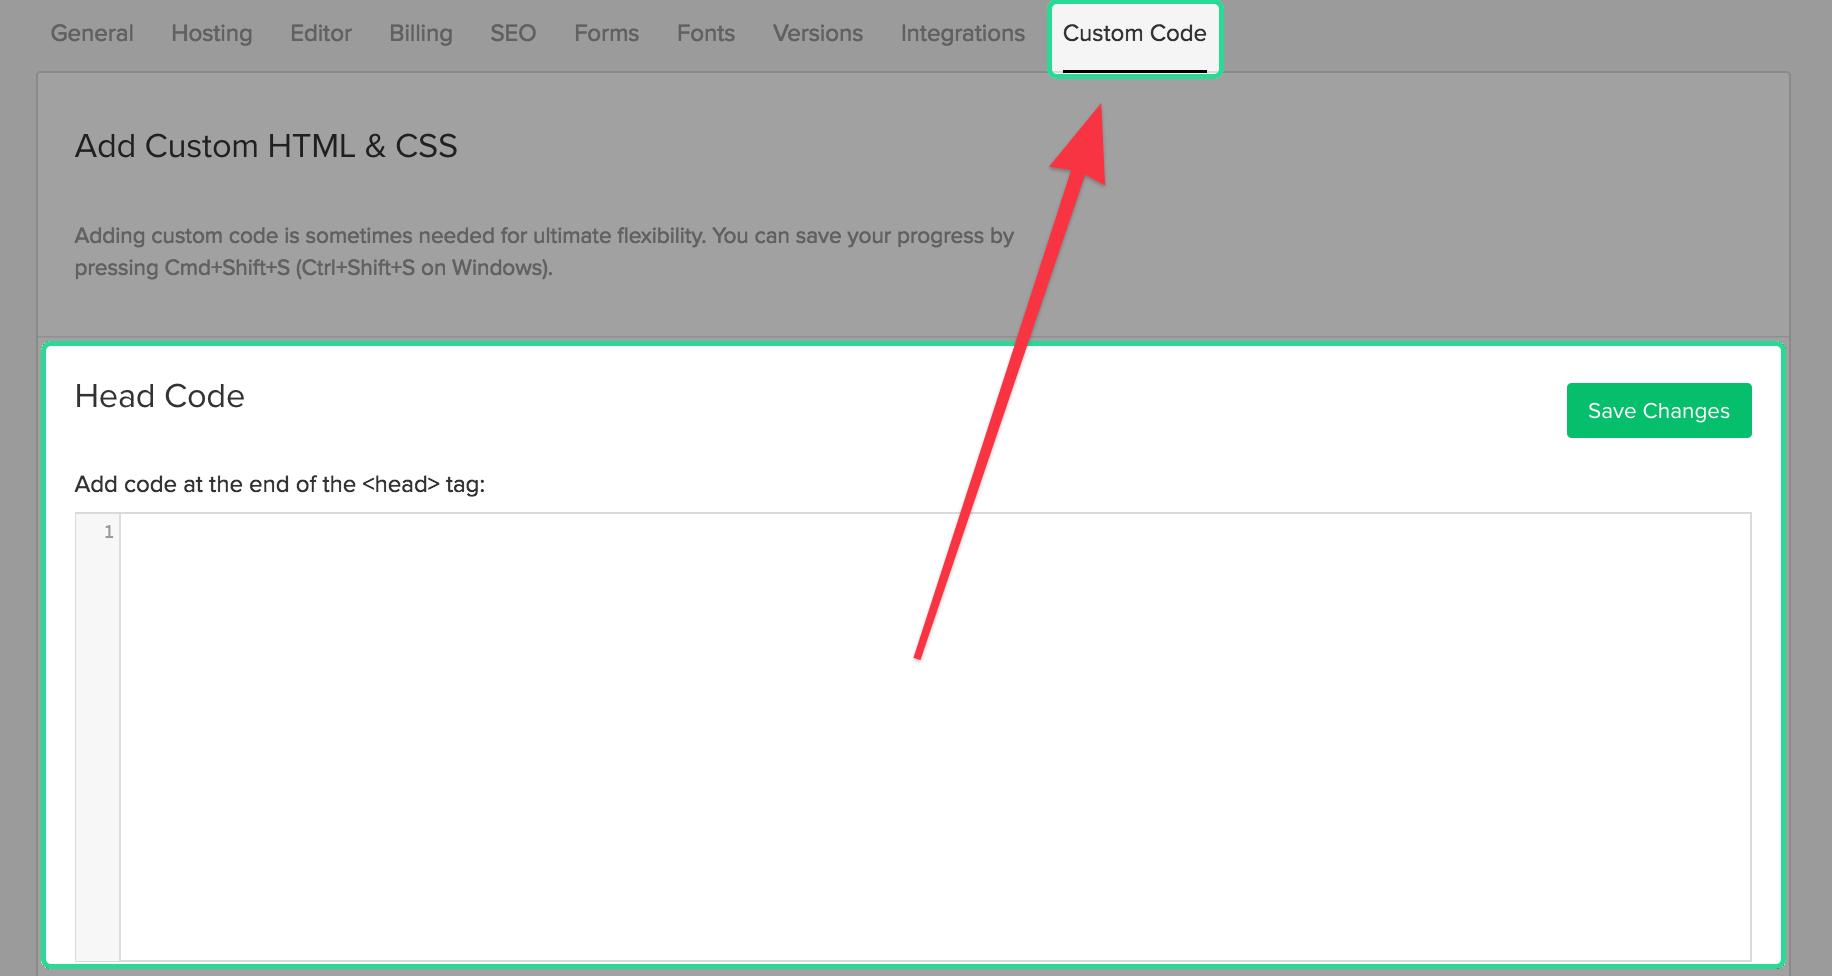 General Hosting Editor Billing SEO Forms Fonts Versions Integrations Custom Code
Add Custom HTML & CSS
Adding custom code is sometimes needed for ultimate flexibility. You can save your progress by
pressing Cmd+Shift+S (Ctrl+Shift+S on Windows).
Head Code
Save Changes
Add code at the end of the <head> tag:
1